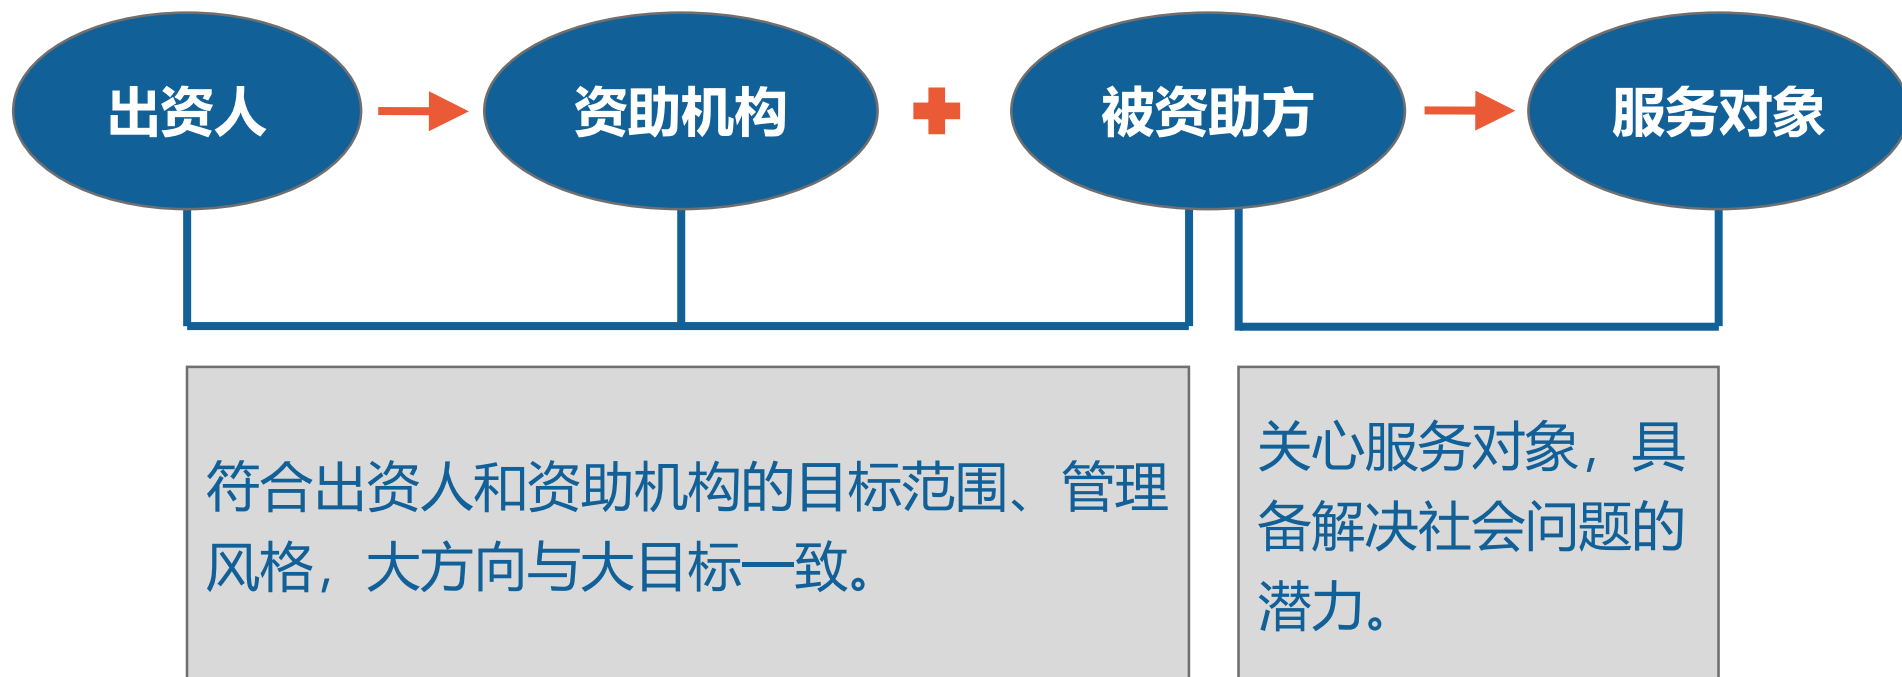 出资人
资助机构
被资助方
服务对象
符合出资人和资助机构的目标范围、管理
风格，大方向与大目标一致。
关心服务对象，具
备解决社会问题的
潜力。